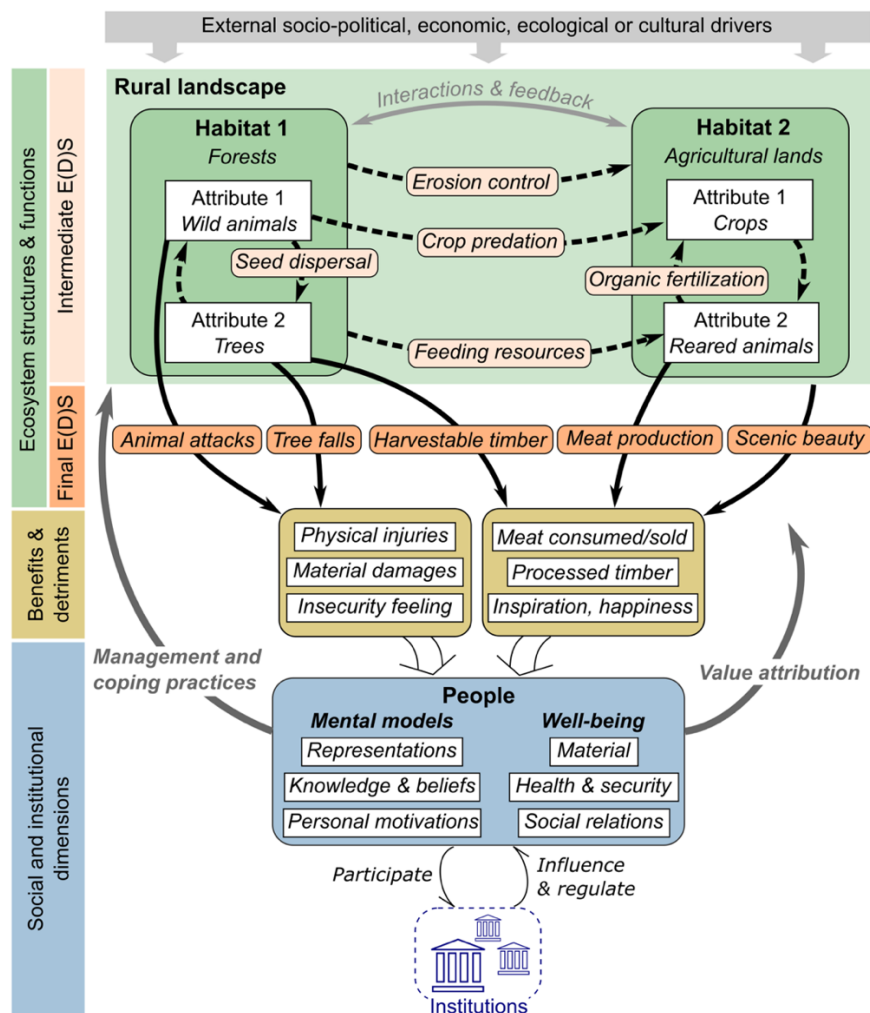 External socio-political, economic, ecological or cultural drivers
Ecosystem structures & functions
Intermediate E(D)S
Final E(D)S
Benefits &
detriments
Social and institutional
dimensions
Rural landscape
Interactions & feedback
Habitat 1
Forests
Attribute 1
Wild animals
Seed dispersal
Attribute 2
Trees
Erosion control
Crop predation
Feeding resources
Habitat 2
Agricultural lands
Attribute 1
Crops
Organic fertilization
Attribute 2
Reared animals
Animal attacks
Tree falls
Harvestable timber
Meat production
Scenic beauty
Physical injuries
Material damages
Insecurity feeling
Meat consumed/sold
Processed timber
Inspiration, happiness
Management and
coping practices
Value attribution
People
Mental models
Representations
Knowledge & beliefs
Personal motivations
Well-being
Material
Health & security
Social relations
Participate
Influence
& regulate
Institutions